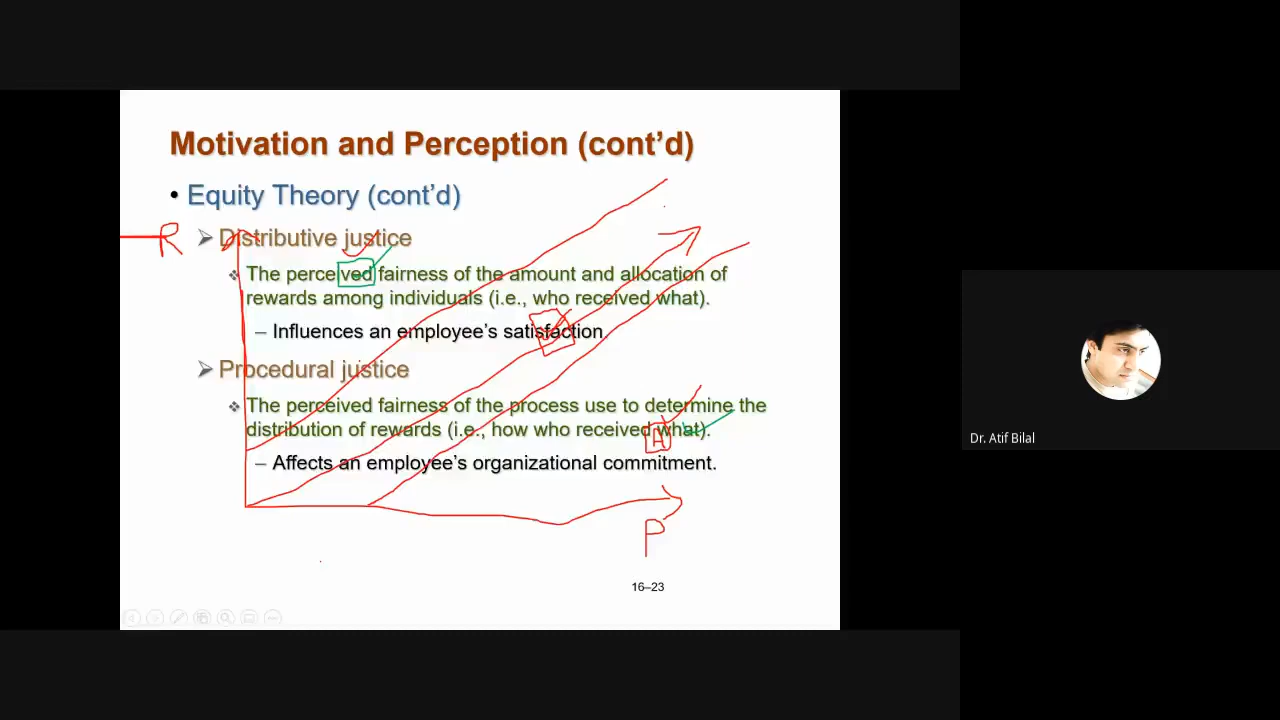 Motivation and Perception (cont'd)
• Equity Theory (cont'd)
R
➢ Distributive justice
❖ The perceived fairness of the amount and allocation of
rewards among individuals (i.e., who received what).
– Influences an employee's satisfaction.
➢ Procedural justice
❖ The perceived fairness of the process use to determine the
distribution of rewards (i.e., how who received what).
A
– Affects an employee's organizational commitment.
P
16–23
Dr. Atif Bilal